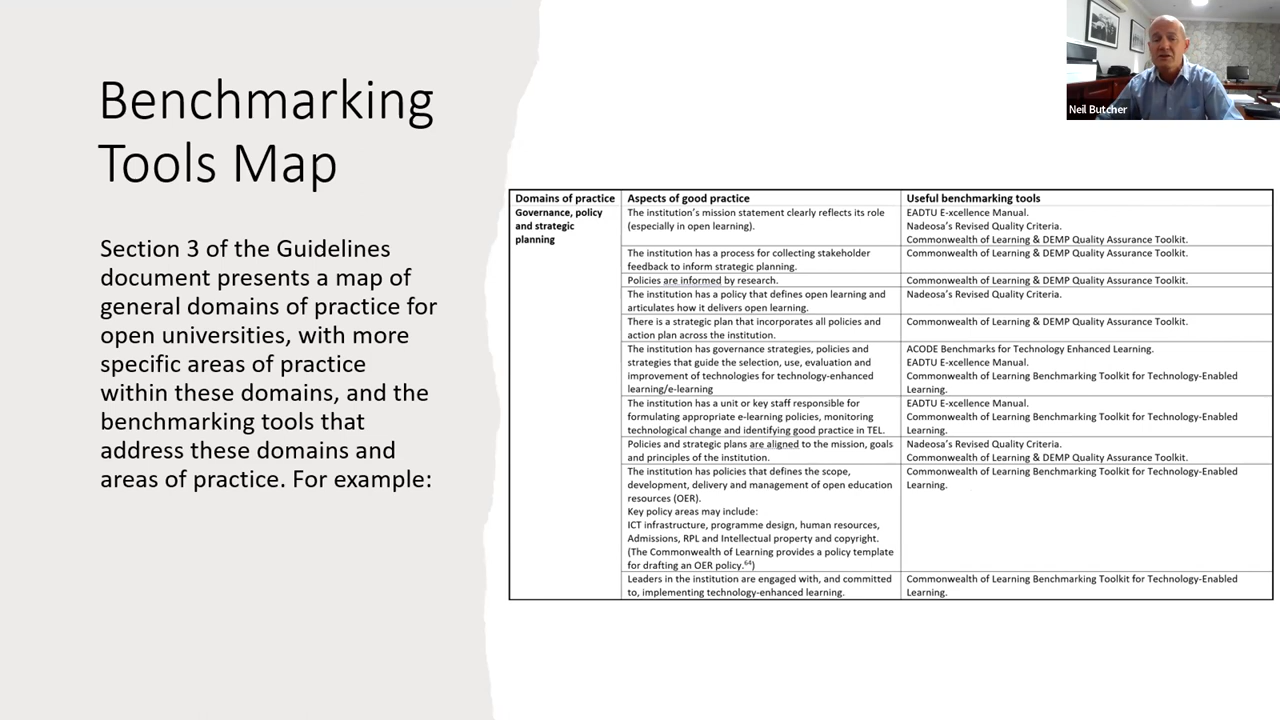 Benchmarking
Tools Map
Section 3 of the Guidelines
document presents a map of
general domains of practice for
open universities, with more
specific areas of practice
within these domains, and the
benchmarking tools that
address these domains and
areas of practice. For example:
Neil Butcher
Domains of practice
Aspects of good practice
Useful benchmarking tools
Governance, policy
and strategic
planning
The institution's mission statement clearly reflects its role
(especially in open learning).
EADTU E-xcellence Manual.
Nadeosa's Revised Quality Criteria.
Commonwealth of Learning & DEMP Quality Assurance Toolkit.
The institution has a process for collecting stakeholder
feedback to inform strategic planning.
Commonwealth of Learning & DEMP Quality Assurance Toolkit.
Policies are informed by research.
Commonwealth of Learning & DEMP Quality Assurance Toolkit.
The institution has a policy that defines open learning and
articulates how it delivers open learning.
Nadeosa's Revised Quality Criteria.
There is a strategic plan that incorporates all policies and
action plan across the institution.
Commonwealth of Learning & DEMP Quality Assurance Toolkit.
The institution has governance strategies, policies and
strategies that guide the selection, use, evaluation and
improvement of technologies for technology-enhanced
learning/e-learning
ACODE Benchmarks for Technology Enhanced Learning.
EADTU E-xcellence Manual.
Commonwealth of Learning Benchmarking Toolkit for Technology-Enabled
Learning.
The institution has a unit or key staff responsible for
formulating appropriate e-learning policies, monitoring
technological change and identifying good practice in TEL.
EADTU E-xcellence Manual.
Commonwealth of Learning Benchmarking Toolkit for Technology-Enabled
Learning.
Policies and strategic plans are aligned to the mission, goals
and principles of the institution.
Nadeosa's Revised Quality Criteria.
Commonwealth of Learning & DEMP Quality Assurance Toolkit.
The institution has policies that defines the scope,
development, delivery and management of open education
resources (OER).
Key policy areas may include:
ICT infrastructure, programme design, human resources,
Admissions, RPL and Intellectual property and copyright.
(The Commonwealth of Learning provides a policy template
for drafting an OER policy.⁶⁴)
Commonwealth of Learning Benchmarking Toolkit for Technology-Enabled
Learning.
Leaders in the institution are engaged with, and committed
to, implementing technology-enhanced learning.
Commonwealth of Learning Benchmarking Toolkit for Technology-Enabled
Learning.